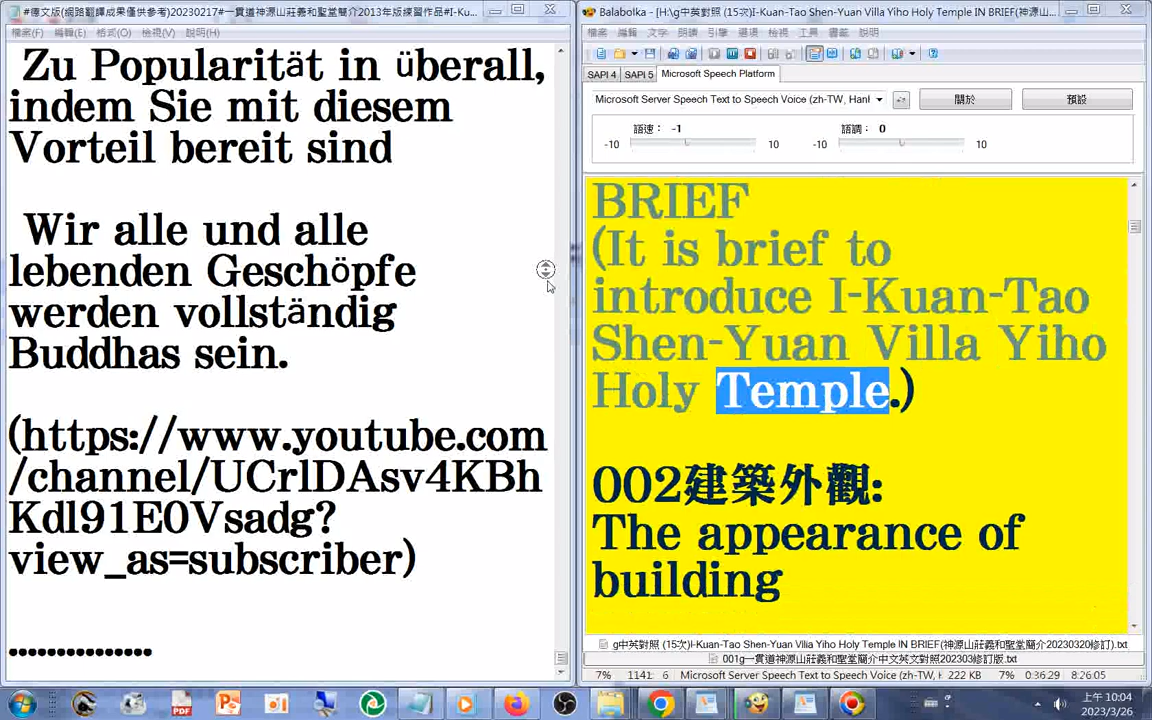 #德文版(網路翻譯成果僅供參考)20230217#一貫道神源山莊義和聖堂簡介2013年版練習作品#I-Ku...
檔案(F) 編輯(E) 格式(O) 檢視(V) 說明(H)
Zu Popularität in überall,
indem Sie mit diesem
Vorteil bereit sind
Wir alle und alle
lebenden Geschöpfe
werden vollständig
Buddhas sein.
(https://www.youtube.com
/channel/UCrlDAsv4KBh
Kdl91E0Vsadg?
view_as=subscriber)
...............
Balabolka - [H:\g中英對照 (15次)I-Kuan-Tao Shen-Yuan Villa Yiho Holy Temple IN BRIEF(神源山莊...
檔案 編輯 文字 朗讀 引擎 選項 檢視 工具 書籤 說明
SAPI 4 SAPI 5 Microsoft Speech Platform
Microsoft Server Speech Text to Speech Voice (zh-TW, Hanl 關於 預設
語速: -1 語調: 0
-10 10 -10 10
BRIEF
(It is brief to
introduce I-Kuan-Tao
Shen-Yuan Villa Yiho
Holy Temple.)
002建築外觀:
The appearance of
building
g中英對照 (15次)I-Kuan-Tao Shen-Yuan Villa Yiho Holy Temple IN BRIEF(神源山莊義和聖堂簡介20230320修訂).txt
001g一貫道神源山莊義和聖堂簡介中文英文對照202303修訂版.txt
7% 1141: 6 Microsoft Server Speech Text to Speech Voice (zh-TW, H 222 KB 7% 0:36:29 8:26:05
上午 10:04
2023/3/26